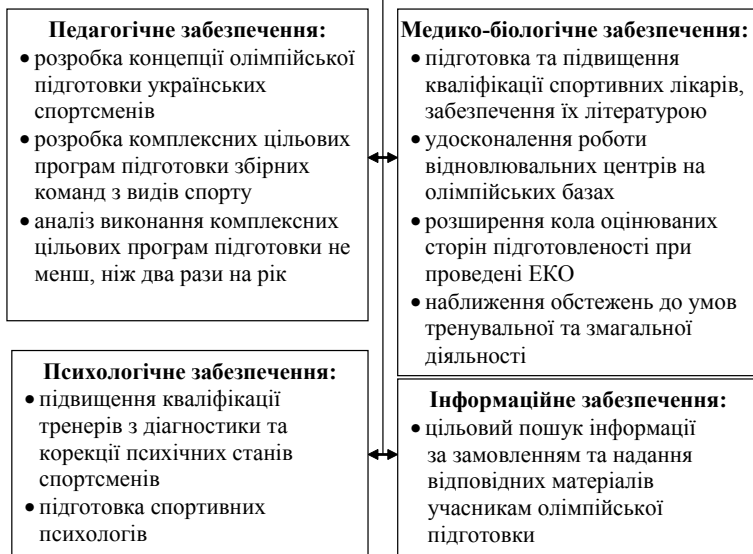 Педагогічне забезпечення:
• розробка концепції олімпійської
підготовки українських
спортсменів
• розробка комплексних цільових
програм підготовки збірних
команд з видів спорту
• аналіз виконання комплексних
цільових програм підготовки не
менш, ніж два рази на рік
Медико-біологічне забезпечення:
• підготовка та підвищення
кваліфікації спортивних лікарів,
забезпечення їх літературою
• удосконалення роботи
відновлювальних центрів на
олімпійських базах
• розширення кола оцінюваних
сторін підготовленості при
проведені ЕКО
• наближення обстежень до умов
тренувальної та змагальної
діяльності
Психологічне забезпечення:
• підвищення кваліфікації
тренерів з діагностики та
корекції психічних станів
спортсменів
• підготовка спортивних
психологів
Інформаційне забезпечення:
• цільовий пошук інформації
за замовленням та надання
відповідних матеріалів
учасникам олімпійської
підготовки